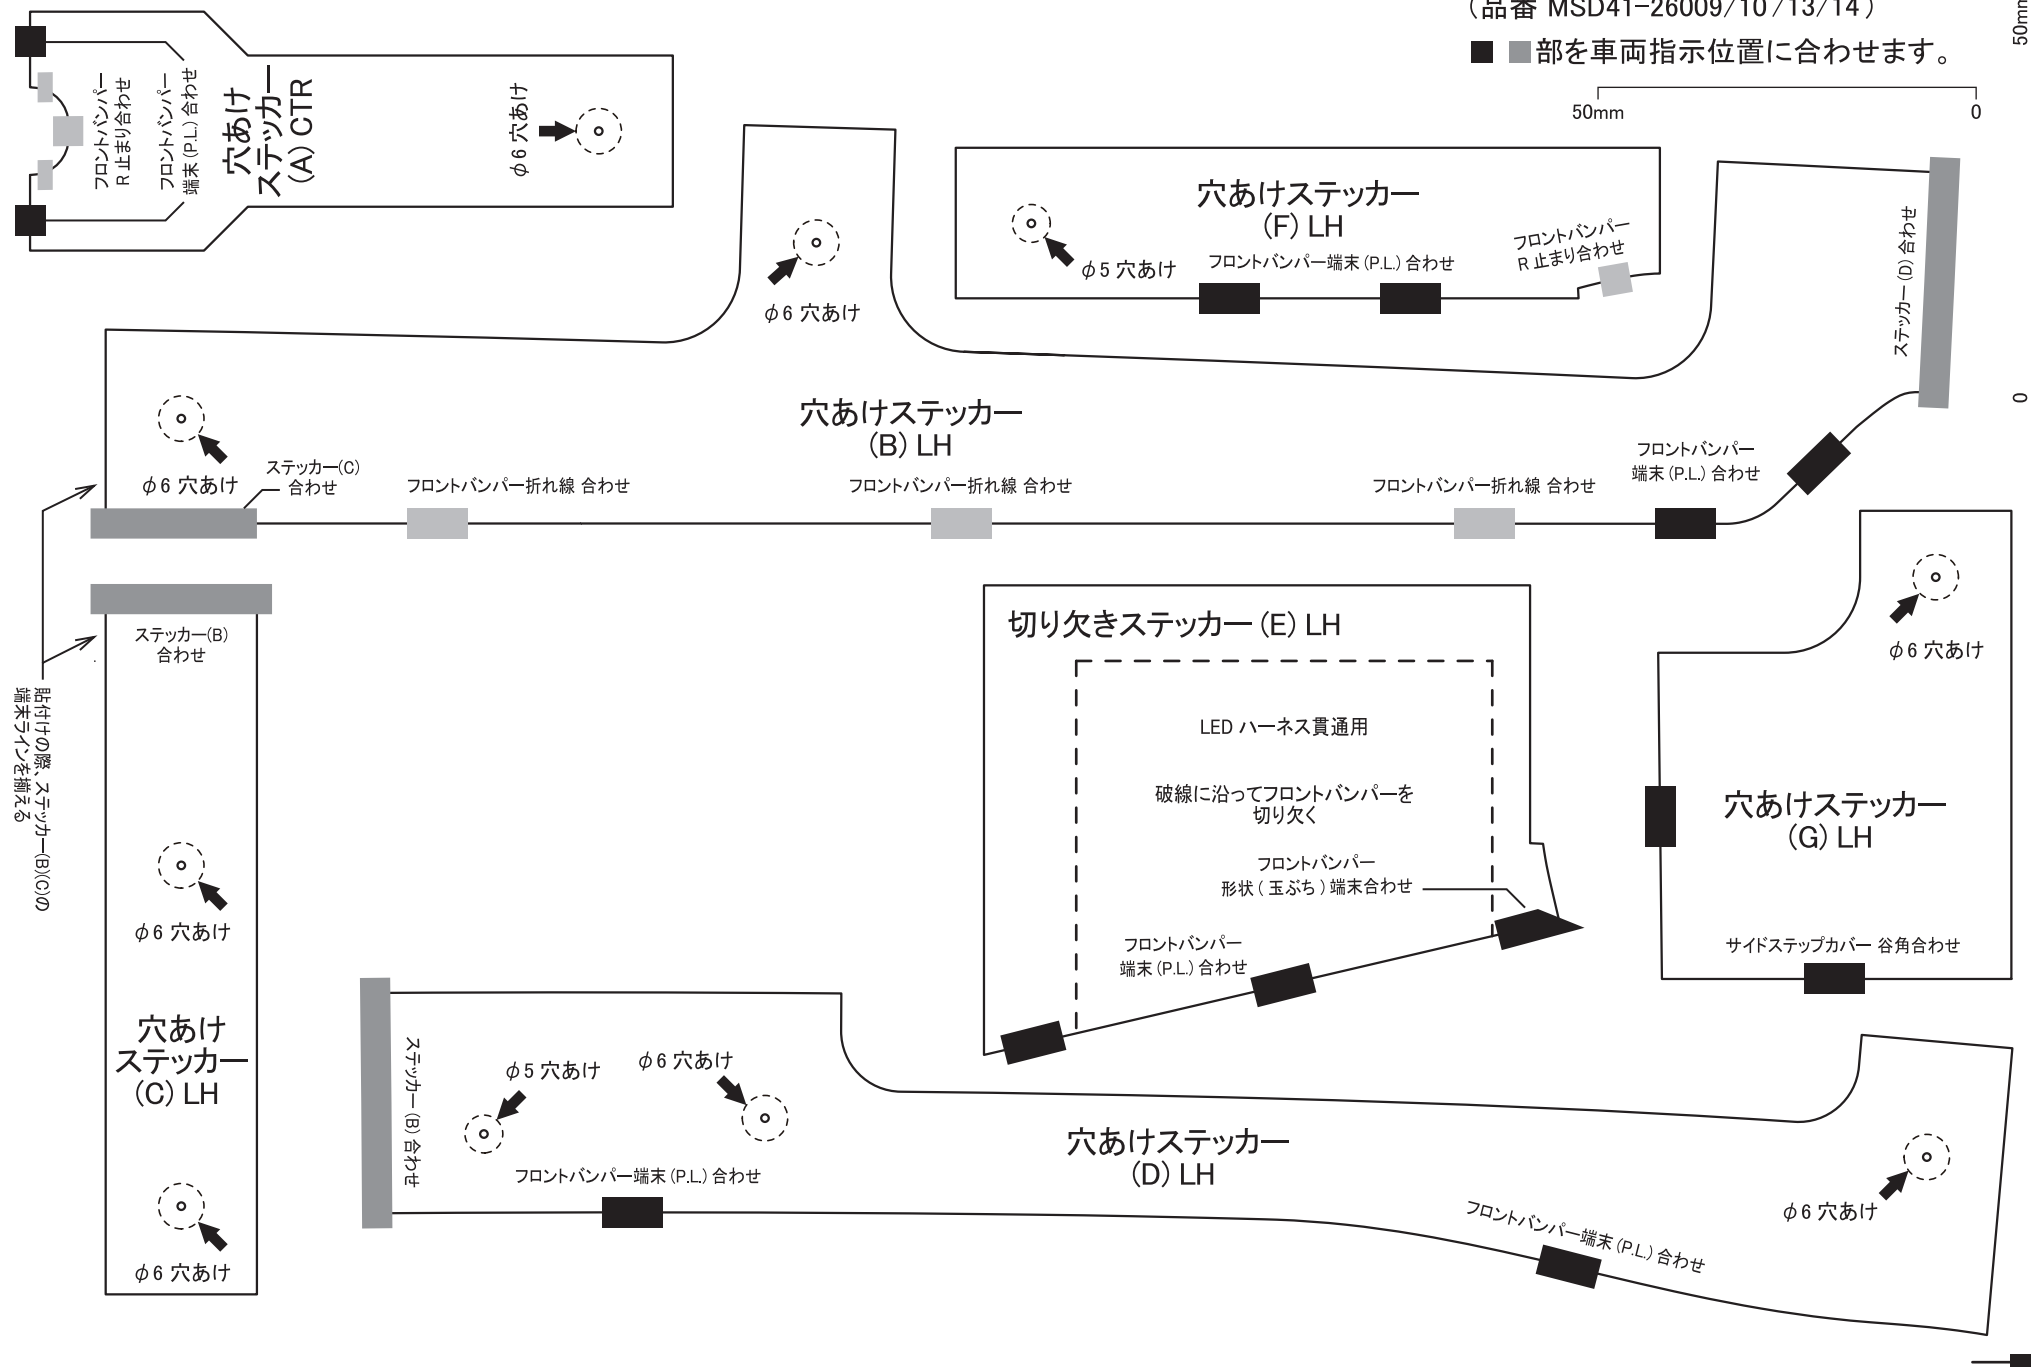 (品番 MSD41-26009/10/13/14)
■ ■部を車両指示位置に合わせます。
50mm
0
50mm
0
フロントバンパー
R 止まり合わせ
フロントバンパー
端末 (P.L.) 合わせ
穴あけ
ステッカー
(A) CTR
φ6 穴あけ
φ6 穴あけ
穴あけステッカー
(F) LH
φ5 穴あけ
フロントバンパー端末 (P.L.) 合わせ
フロントバンパー
R 止まり合わせ
ステッカー (D) 合わせ
穴あけステッカー
(B) LH
φ6 穴あけ
ステッカー(C)
合わせ
フロントバンパー折れ線 合わせ
フロントバンパー折れ線 合わせ
フロントバンパー折れ線 合わせ
フロントバンパー
端末 (P.L.) 合わせ
ステッカー(B)
合わせ
貼付けの際、ステッカー(B)(C)の
端末ラインを揃える
φ6 穴あけ
穴あけ
ステッカー
(C) LH
φ6 穴あけ
切り欠きステッカー (E) LH
LED ハーネス貫通用
破線に沿ってフロントバンパーを
切り欠く
フロントバンパー
形状 ( 玉ぶち ) 端末合わせ
フロントバンパー
端末 (P.L.) 合わせ
φ6 穴あけ
穴あけステッカー
(G) LH
サイドステップカバー 谷角合わせ
ステッカー (B) 合わせ
φ5 穴あけ
φ6 穴あけ
フロントバンパー端末 (P.L.) 合わせ
穴あけステッカー
(D) LH
φ6 穴あけ
フロントバンパー端末 (P.L.) 合わせ